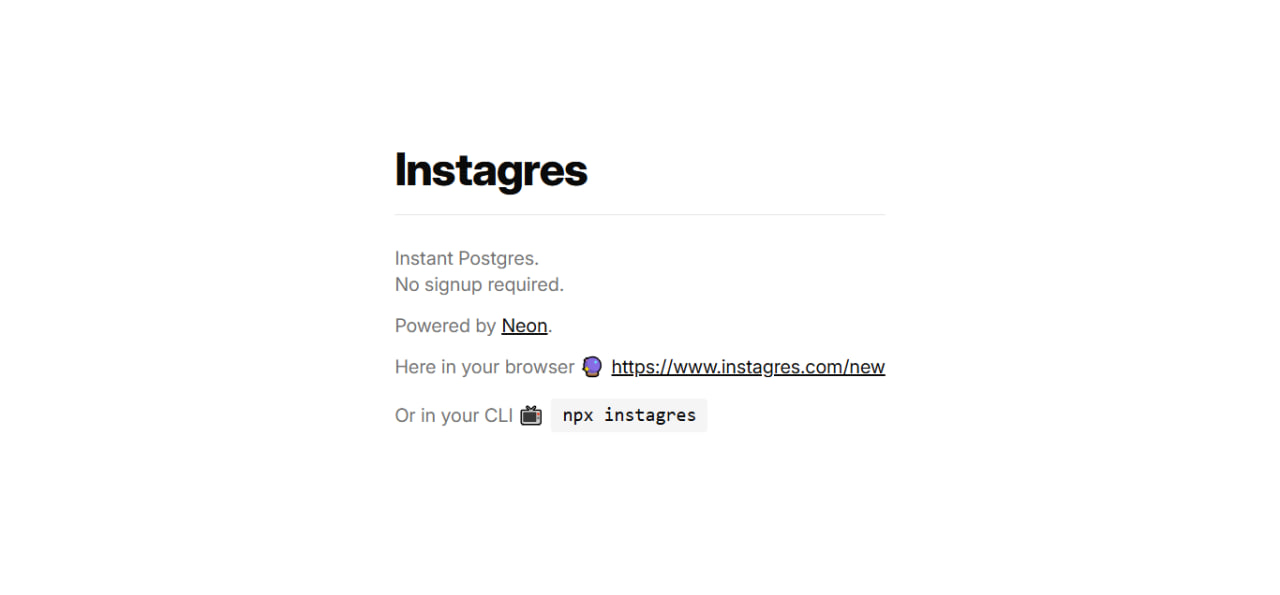 Instagres
Instant Postgres.
No signup required.
Powered by Neon.
Here in your browser 🔮 https://www.instagres.com/new
Or in your CLI 📺 npx instagres